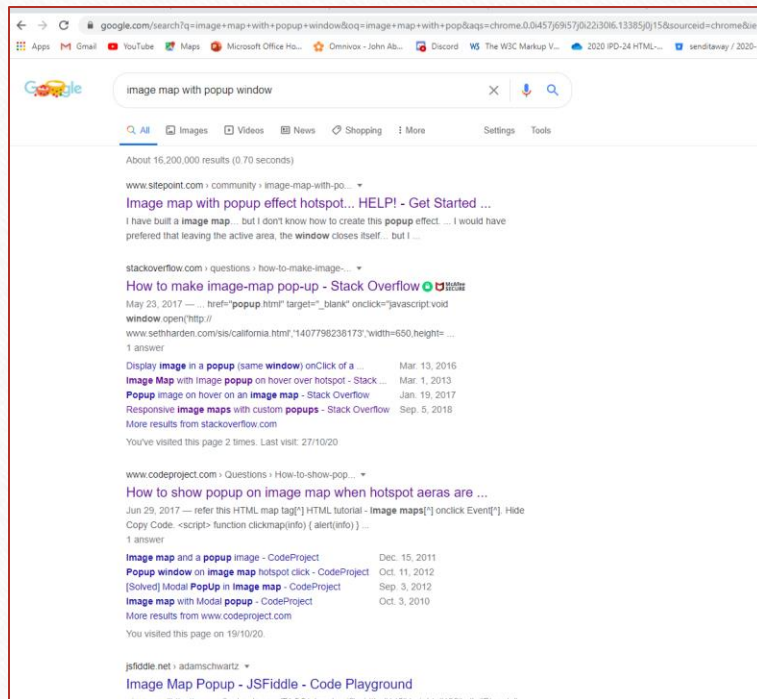 google.com/search?q=image+map+with+popup+window&oq=image+map+with+pop&aqs=chrome.0.0i457j69i57j0i22i30l6.13385j0j15&sourceid=chrome&ie
Apps Gmail YouTube Maps Microsoft Office Ho... Omnivox - John Ab... Discord The W3C Markup V... 2020 IPD-24 HTML-... senditaway / 2020-
Google image map with popup window
All Images Videos News Shopping More Settings Tools
About 16,200,000 results (0.70 seconds)
www.sitepoint.com › community › image-map-with-po...
Image map with popup effect hotspot... HELP! - Get Started ...
I have built a image map... but I don't know how to create this popup effect. ... I would have
prefered that leaving the active area, the window closes itself... but I ...
stackoverflow.com › questions › how-to-make-image-...
How to make image-map pop-up - Stack Overflow McAfee SECURE
May 23, 2017 — ... href="popup.html" target="_blank" onclick="javascript:void
window.open('http://
www.sethharden.com/sis/california.html','1407798238173','width=650,height= ...
1 answer
Display image in a popup (same window) onClick of a ... Mar. 13, 2016
Image Map with Image popup on hover over hotspot - Stack ... Mar. 1, 2013
Popup image on hover on an image map - Stack Overflow Jan. 19, 2017
Responsive image maps with custom popups - Stack Overflow Sep. 5, 2018
More results from stackoverflow.com
You've visited this page 2 times. Last visit: 27/10/20
www.codeproject.com › Questions › How-to-show-pop...
How to show popup on image map when hotspot aeras are ...
Jun 29, 2017 — refer this HTML map tag[^] HTML tutorial - Image maps[^] onclick Event[^]. Hide
Copy Code. <script> function clickmap(info) { alert(info) } ...
1 answer
Image map and a popup image - CodeProject Dec. 15, 2011
Popup window on image map hotspot click - CodeProject Oct. 11, 2012
[Solved] Modal PopUp in Image map - CodeProject Sep. 3, 2012
Image map with Modal popup - CodeProject Oct. 3, 2010
More results from www.codeproject.com
You visited this page on 19/10/20.
jsfiddle.net › adamschwartz
Image Map Popup - JSFiddle - Code Playground